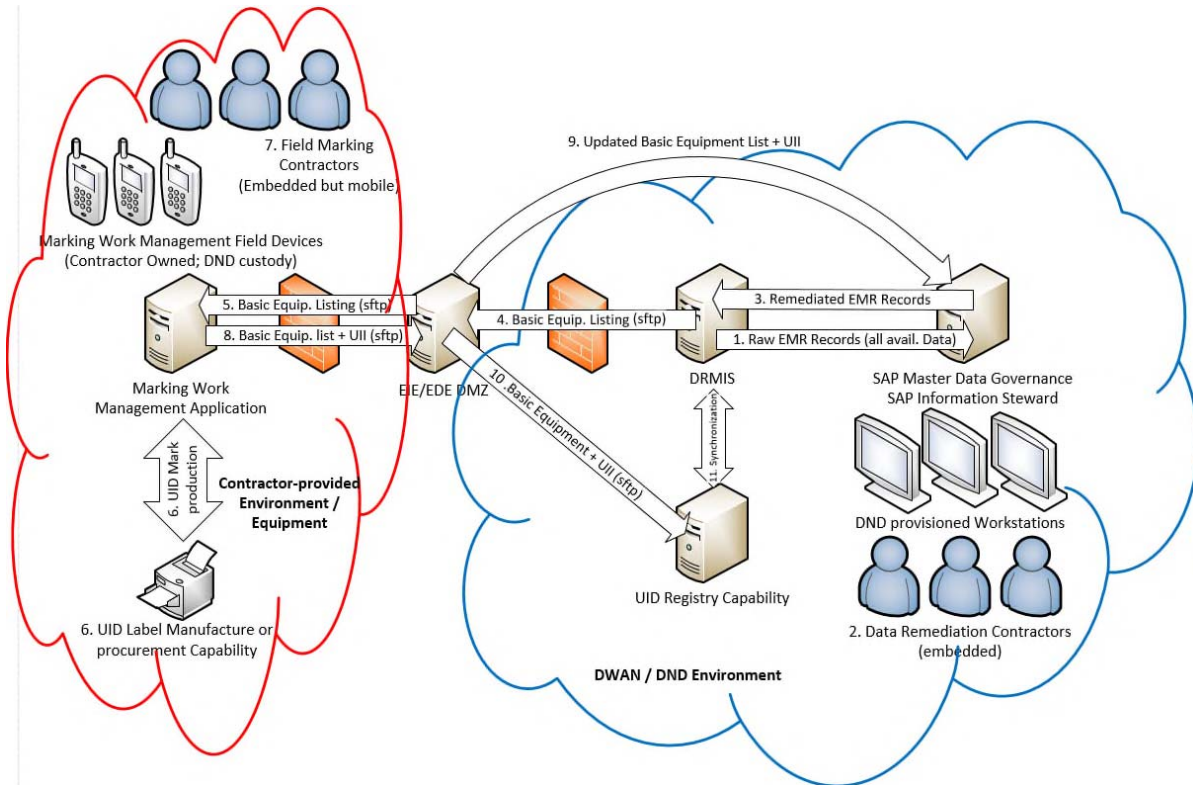 7. Field Marking
Contractors
(Embedded but mobile)
Marking Work Management Field Devices
(Contractor Owned; DND custody)
9. Updated Basic Equipment List + UII
5. Basic Equip. Listing (sftp)
8. Basic Equip. list + UII (sftp)
4. Basic Equip. Listing (sftp)
3. Remediated EMR Records
1. Raw EMR Records (all avail. Data)
Marking Work
Management Application
EIE/EDE DMZ
DRMIS
SAP Master Data Governance
SAP Information Steward
10 .Basic Equipment + UII (sftp)
11. Synchronization
6. UID Mark
production
Contractor-provided
Environment /
Equipment
DND provisioned Workstations
UID Registry Capability
6. UID Label Manufacture or
procurement Capability
2. Data Remediation Contractors
(embedded)
DWAN / DND Environment